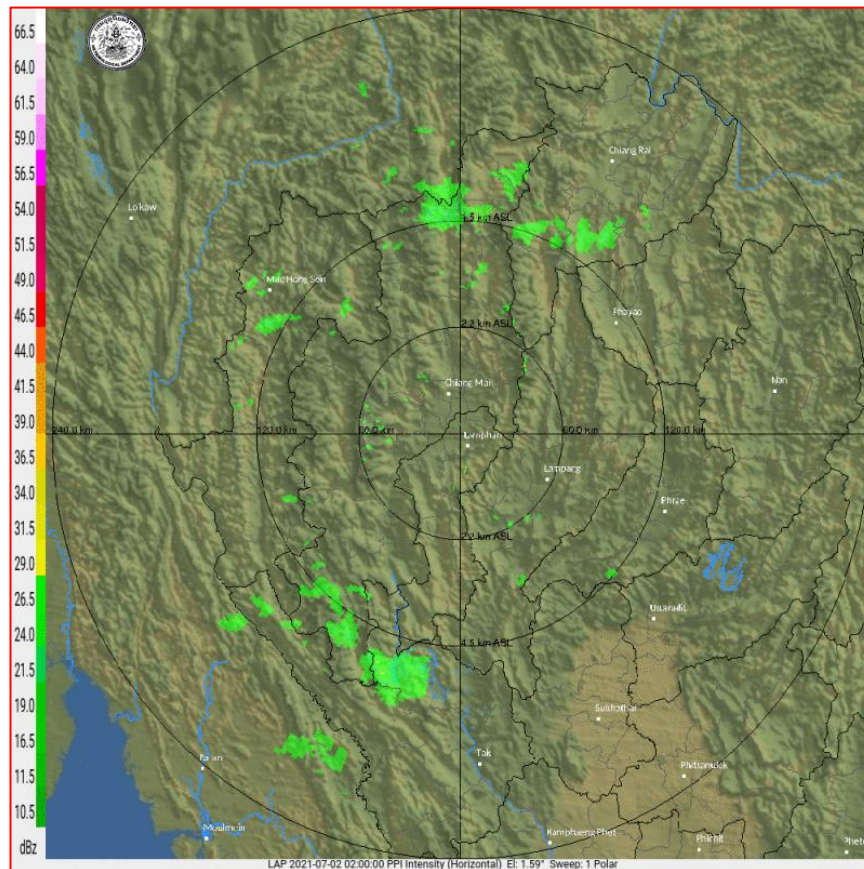 66.5
64.0
61.5
59.0
56.5
54.0
51.5
49.0
46.5
44.0
41.5
39.0
36.5
34.0
31.5
29.0
26.5
24.0
21.5
19.0
16.5
11.5
10.5
dBz
Chiang Rai
Loikaw
4.5 km ASL
Mae Hong Son
Phayao
2.2 km ASL
Chiang Mai
Nan
240.0 km
120.0 km
60.0 km
60.0 km
120.0 km
Lamphun
Lampang
Phrae
2.2 km ASL
Uttaradit
4.5 km ASL
Sukhothai
Tak
Phitsanulok
Pa'an
Moulmein
Kamphaeng Phet
Phichit
LAP 2021-07-02 02:00:00 PPI Intensity (Horizontal) El: 1.59° Sweep: 1 Polar